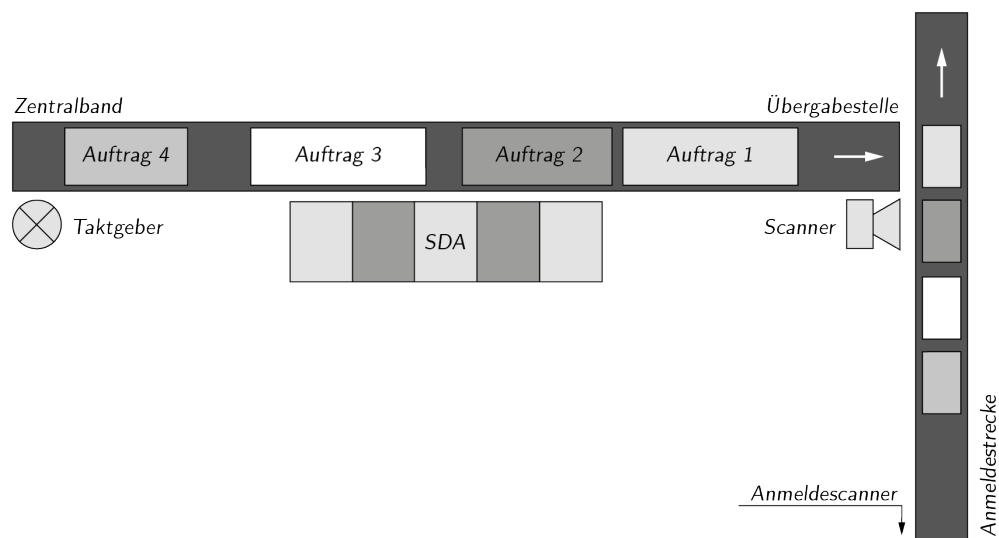 Zentralband
Übergabestelle
Auftrag 4
Auftrag 3
Auftrag 2
Auftrag 1
Taktgeber
SDA
Scanner
Anmeldescanner
Anmeldestrecke